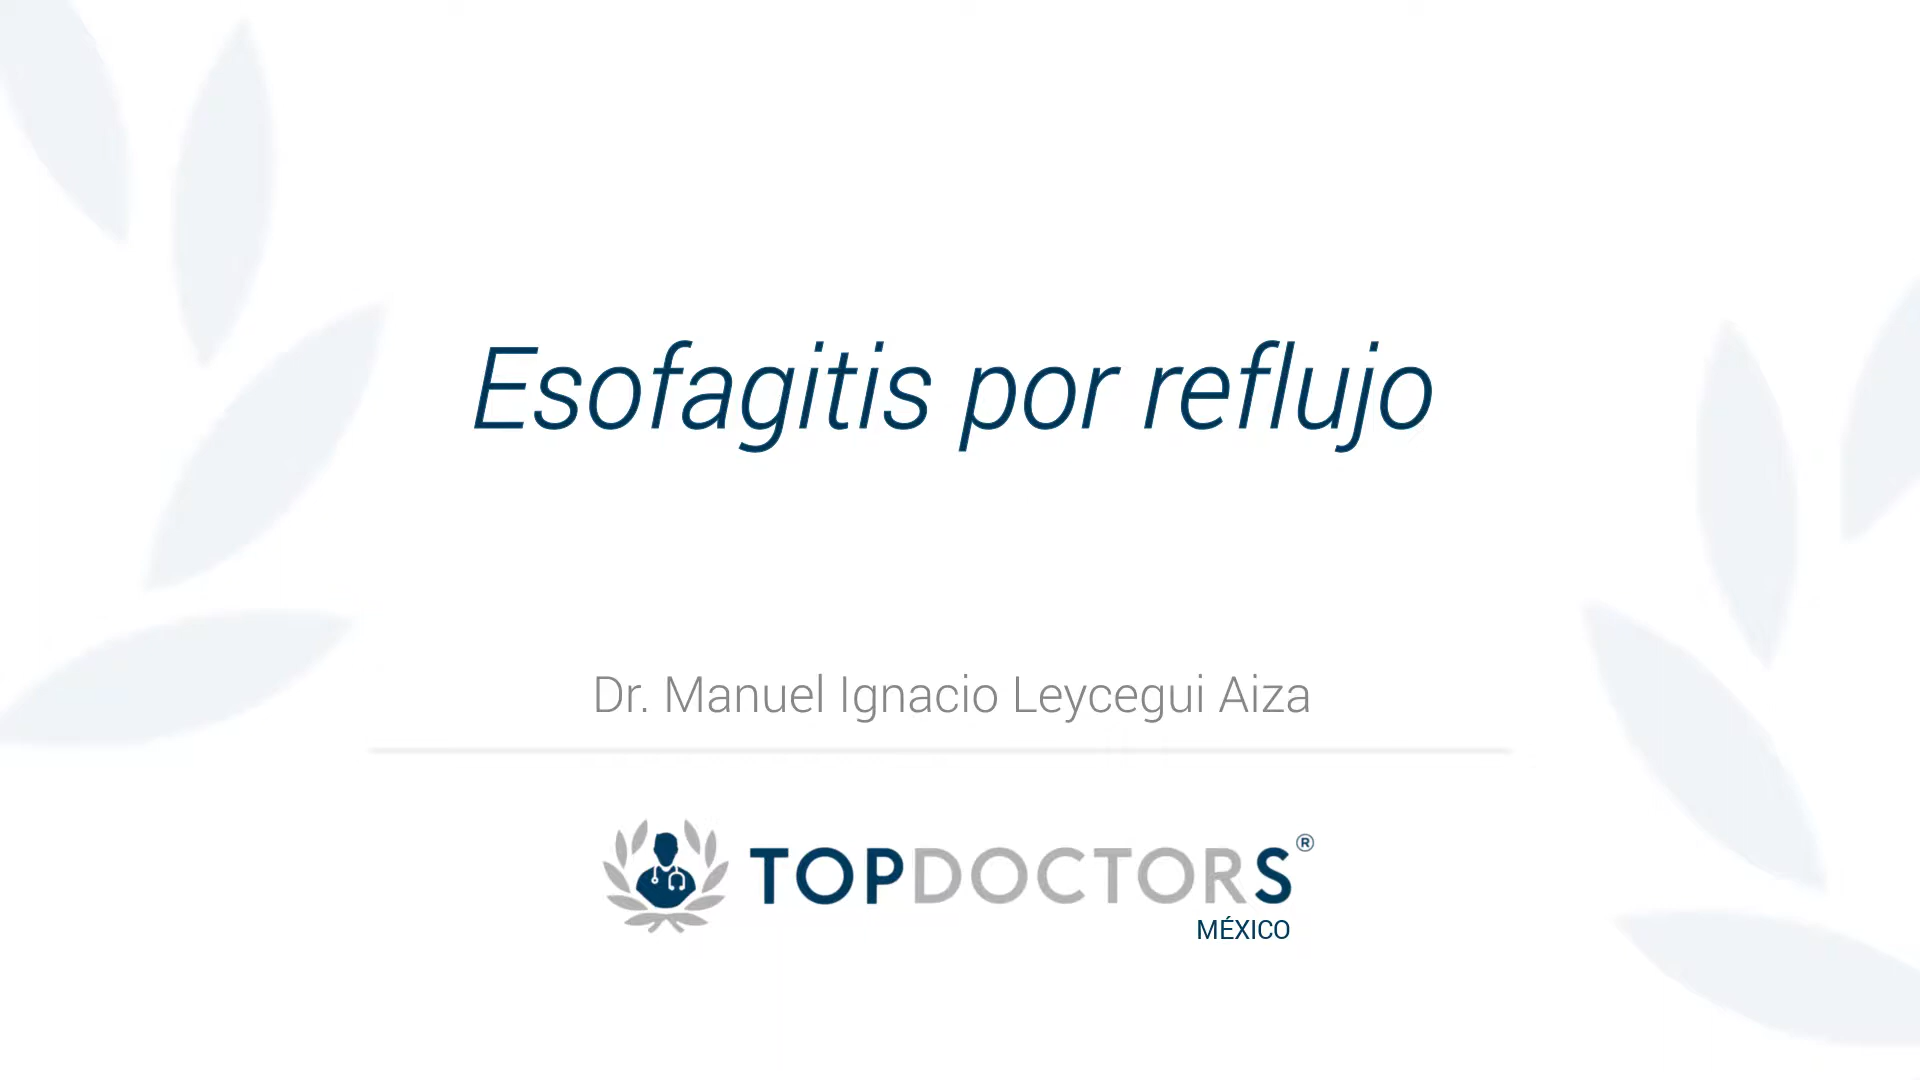 Esofagitis por reflujo
Dr. Manuel Ignacio Leycegui Aiza
TOPDOCTORS®
MÉXICO